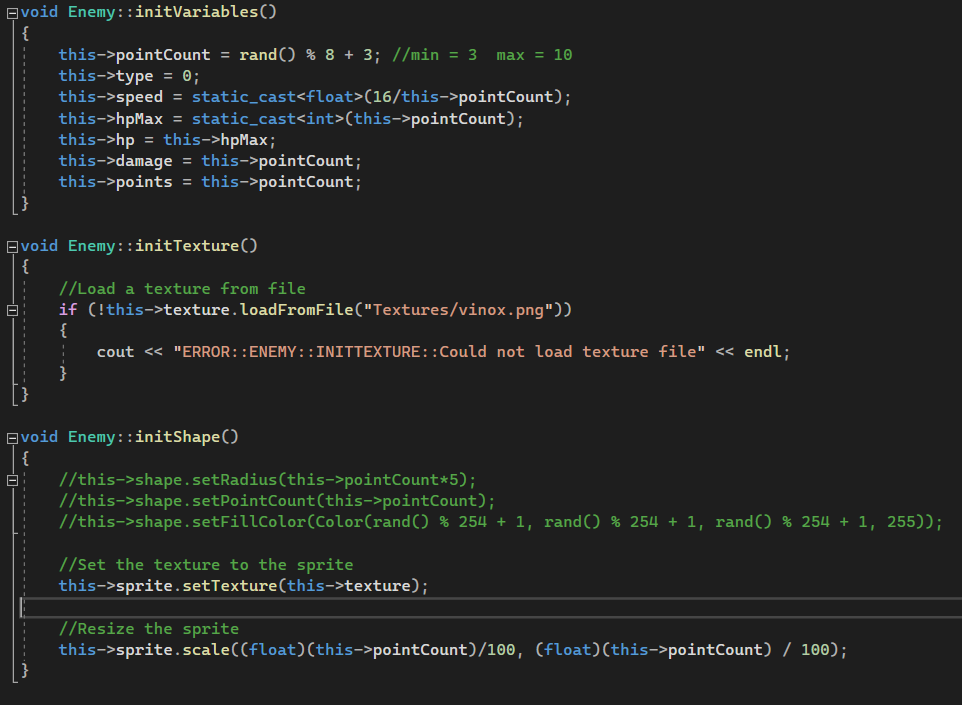 void Enemy::initVariables()
{
    this->pointCount = rand() % 8 + 3; //min = 3  max = 10
    this->type = 0;
    this->speed = static_cast<float>(16/this->pointCount);
    this->hpMax = static_cast<int>(this->pointCount);
    this->hp = this->hpMax;
    this->damage = this->pointCount;
    this->points = this->pointCount;
}

void Enemy::initTexture()
{
    //Load a texture from file
    if (!this->texture.loadFromFile("Textures/vinox.png"))
    {
        cout << "ERROR::ENEMY::INITTEXTURE::Could not load texture file" << endl;
    }
}

void Enemy::initShape()
{
    //this->shape.setRadius(this->pointCount*5);
    //this->shape.setPointCount(this->pointCount);
    //this->shape.setFillColor(Color(rand() % 254 + 1, rand() % 254 + 1, rand() % 254 + 1, 255));

    //Set the texture to the sprite
    this->sprite.setTexture(this->texture);

    //Resize the sprite
    this->sprite.scale((float)(this->pointCount)/100, (float)(this->pointCount) / 100);
}